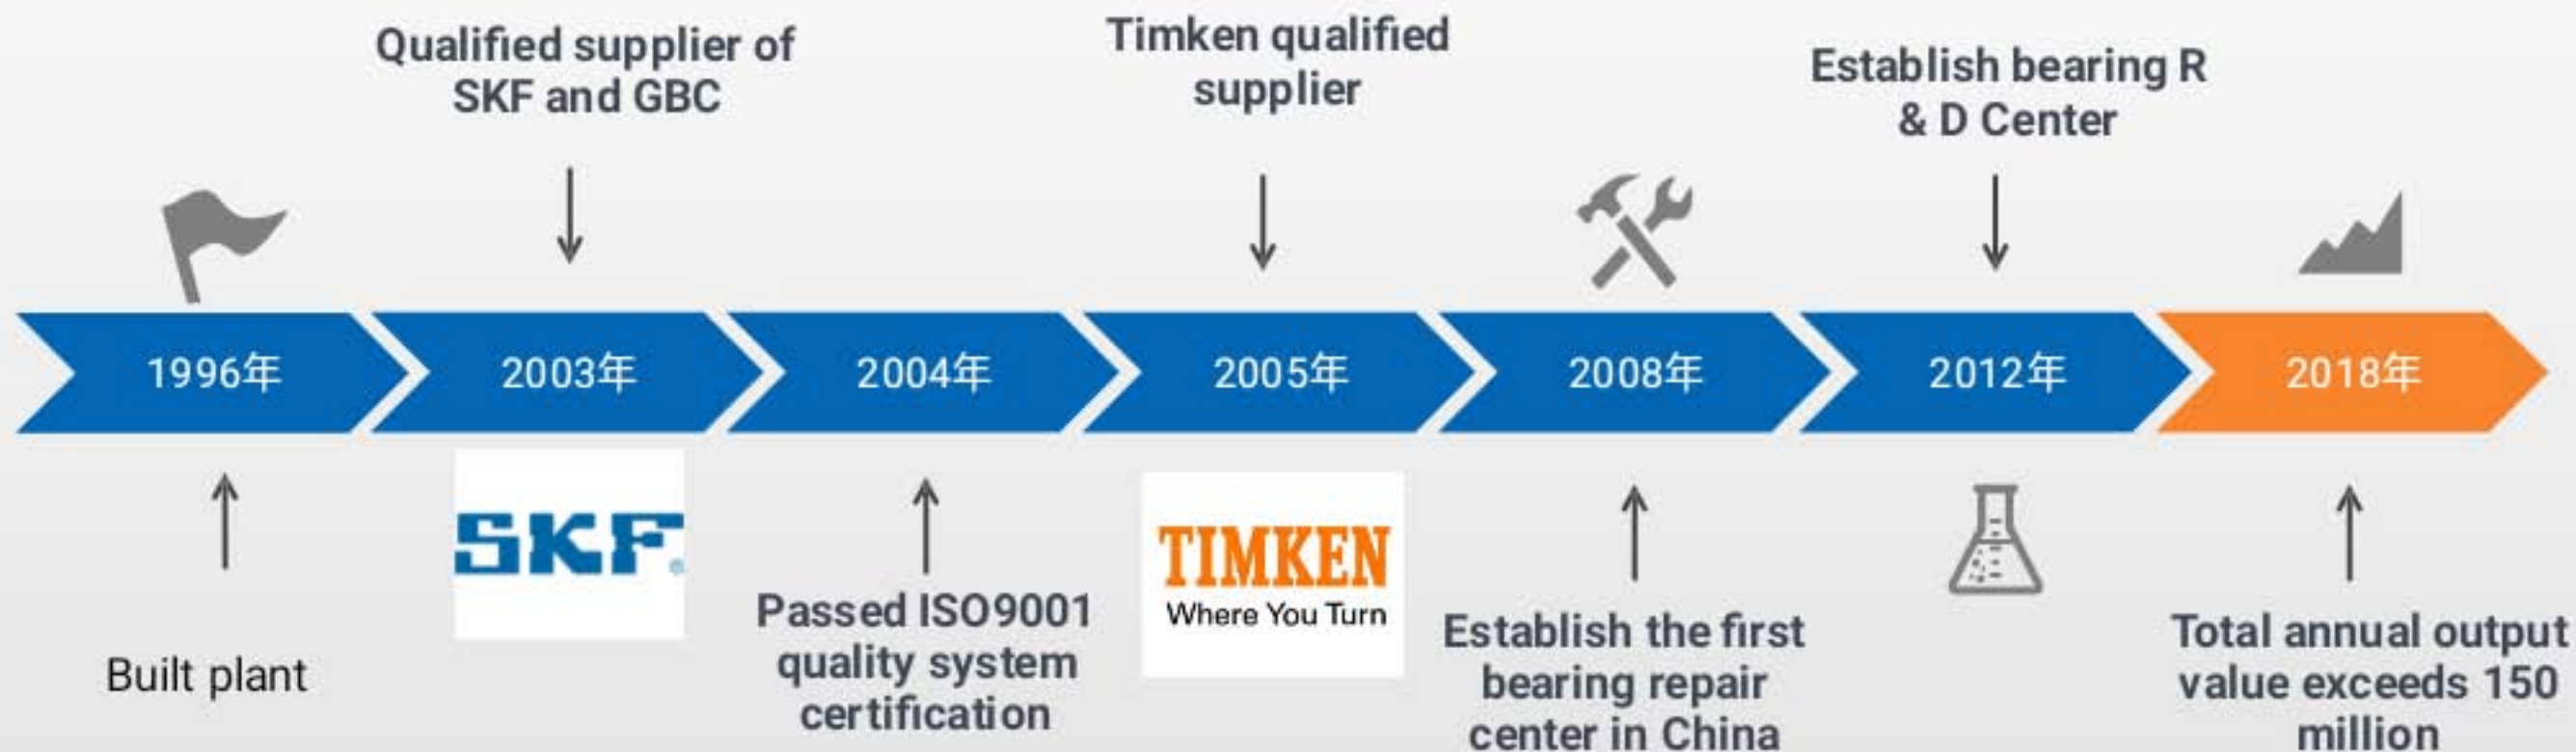 Qualified supplier of
SKF and GBC
Timken qualified
supplier
Establish bearing R
& D Center
1996年
2003年
2004年
2005年
2008年
2012年
2018年
Built plant
SKF®
Passed ISO9001
quality system
certification
TIMKEN
Where You Turn
Establish the first
bearing repair
center in China
Total annual output
value exceeds 150
million